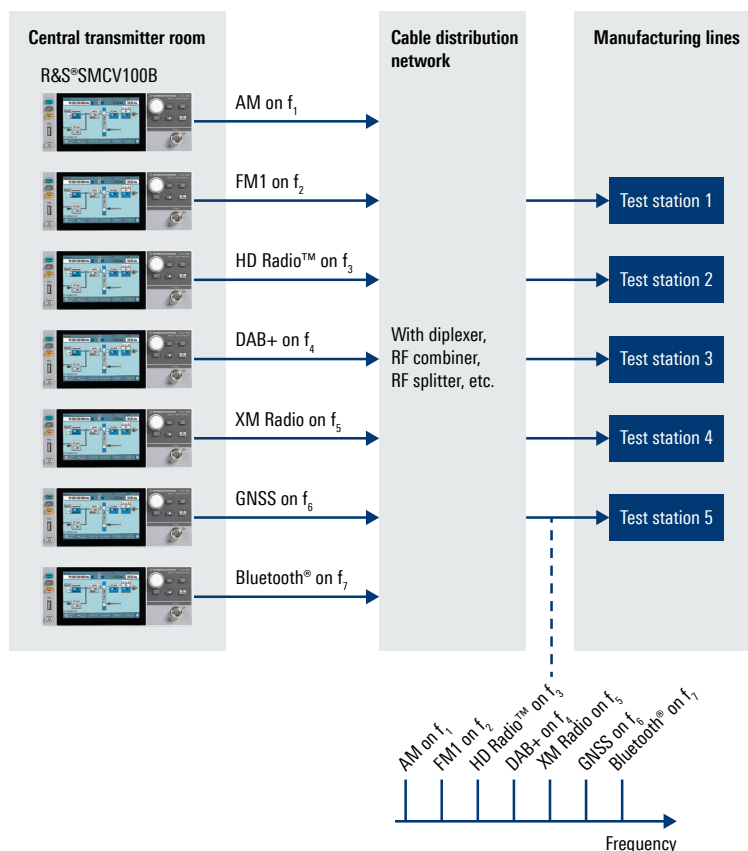 Central transmitter room
Cable distribution
network
Manufacturing lines
R&S®SMCV100B
AM on f₁
FM1 on f₂
Test station 1
HD Radio™ on f₃
Test station 2
DAB+ on f₄
With diplexer,
RF combiner,
RF splitter, etc.
Test station 3
XM Radio on f₅
Test station 4
GNSS on f₆
Test station 5
Bluetooth® on f₇
AM on f₁
FM1 on f₂
HD Radio™ on f₃
DAB+ on f₄
XM Radio on f₅
GNSS on f₆
Bluetooth® on f₇
Frequency